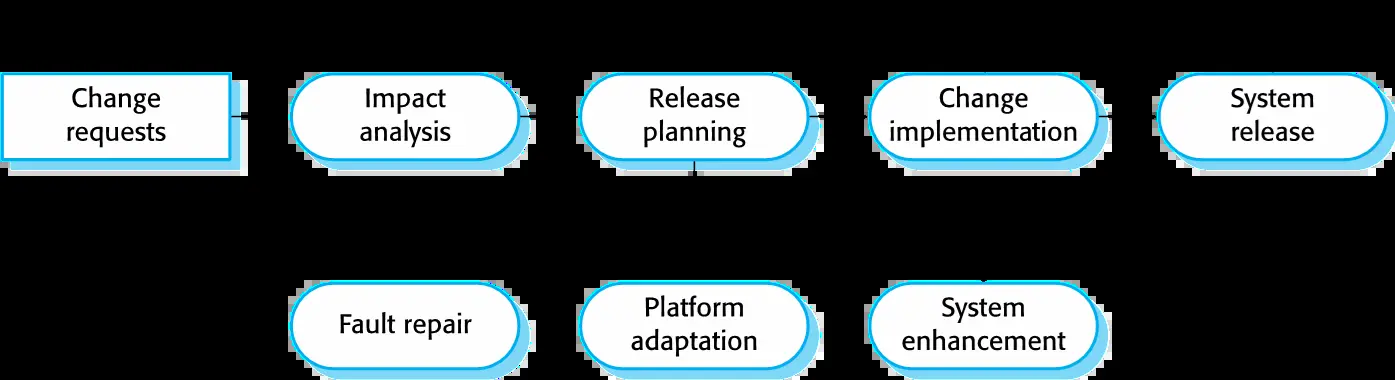 Change
requests
Impact
analysis
Release
planning
Change
implementation
System
release
Fault repair
Platform
adaptation
System
enhancement